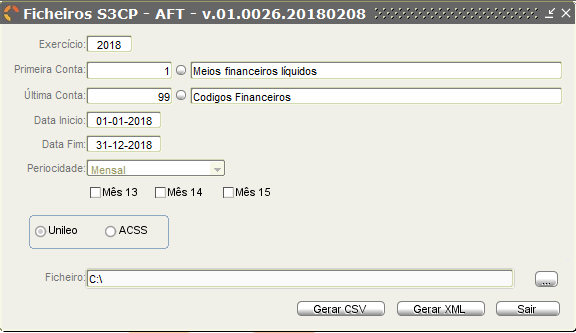 Ficheiros S3CP - AFT - v.01.0026.20180208
Exercício: 2018
Primeira Conta: 1 Meios financeiros líquidos
Última Conta: 99 Codigos Financeiros
Data Inicio: 01-01-2018
Data Fim: 31-12-2018
Periocidade: Mensal
Mês 13 Mês 14 Mês 15
Unileo ACSS
Ficheiro: C:\ ...
Gerar CSV Gerar XML Sair